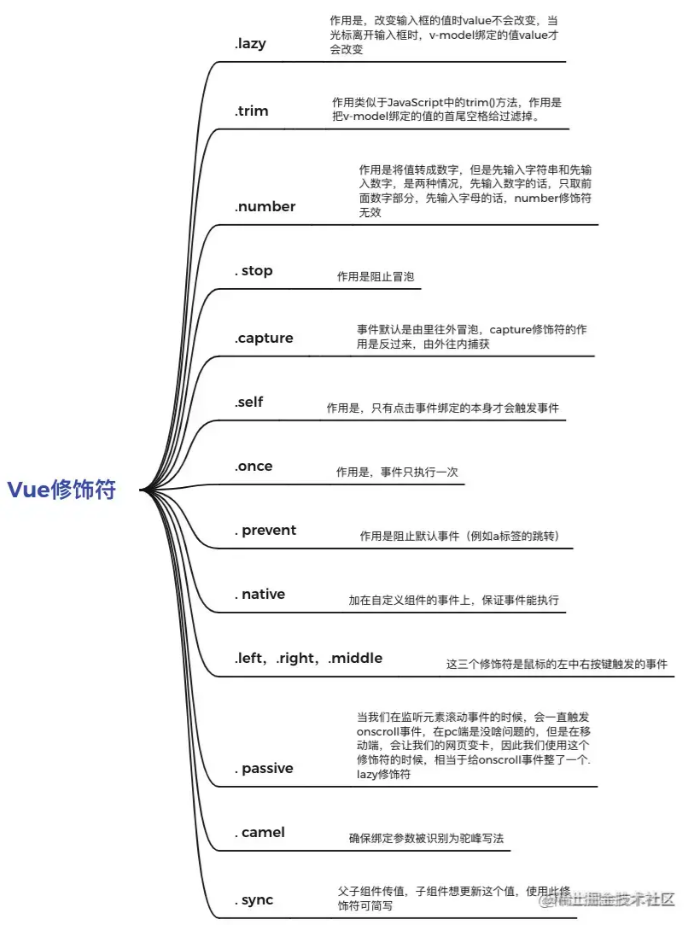 .lazy
作用是，改变输入框的值时value不会改变，当
光标离开输入框时，v-model绑定的值value才
会改变
.trim
作用类似于JavaScript中的trim()方法，作用是
把v-model绑定的值的首尾空格给过滤掉。
.number
作用是将值转成数字，但是先输入字符串和先输
入数字，是两种情况，先输入数字的话，只取前
面数字部分，先输入字母的话，number修饰符
无效
. stop
作用是阻止冒泡
.capture
事件默认是由里往外冒泡，capture修饰符的作
用是反过来，由外往内捕获
.self
作用是，只有点击事件绑定的本身才会触发事件
.once
作用是，事件只执行一次
Vue修饰符
. prevent
作用是阻止默认事件（例如a标签的跳转）
. native
加在自定义组件的事件上，保证事件能执行
.left，.right，.middle
这三个修饰符是鼠标的左中右按键触发的事件
. passive
当我们在监听元素滚动事件的时候，会一直触发
onscroll事件，在pc端是没啥问题的，但是在移
动端，会让我们的网页变卡，因此我们使用这个
修饰符的时候，相当于给onscroll事件整了一个.
lazy修饰符
. camel
确保绑定参数被识别为驼峰写法
. sync
父子组件传值，子组件想更新这个值，使用此修
饰符可简写
掘金技术社区